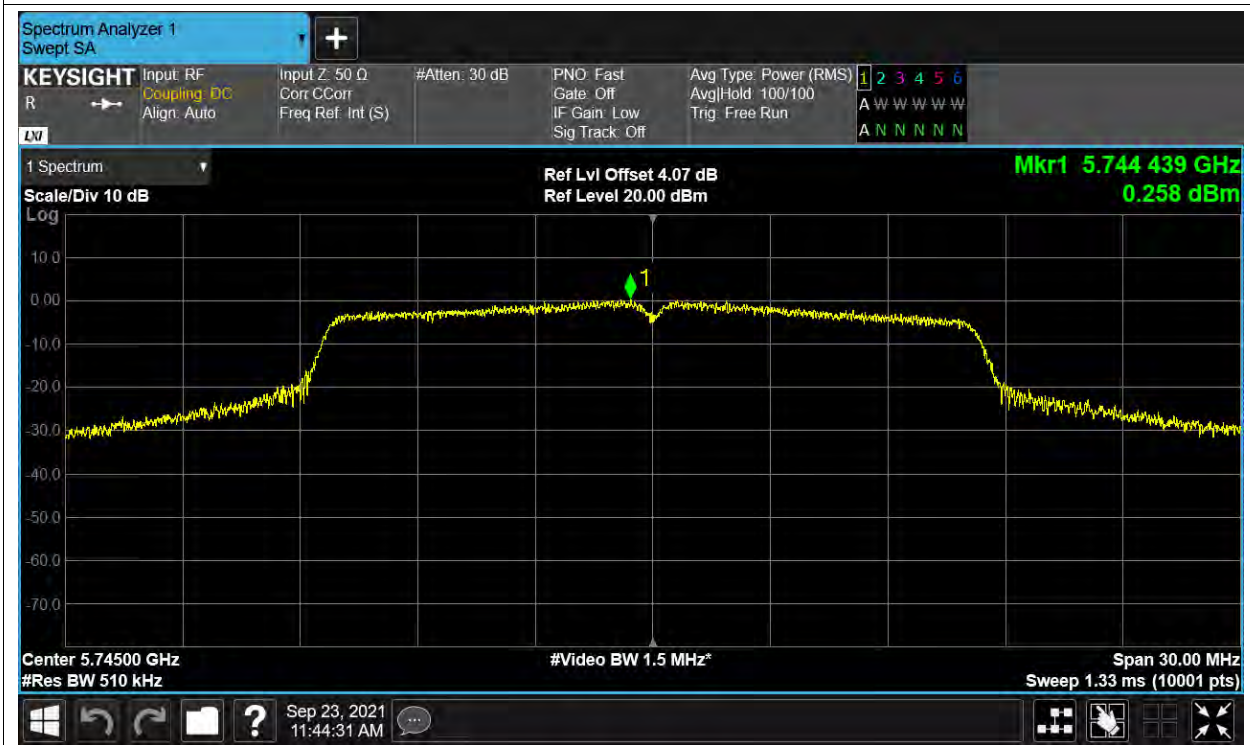 Spectrum Analyzer 1
Swept SA
KEYSIGHT
R
LXI
Input: RF
Coupling: DC
Align: Auto
Input Z: 50 Ω
Corr CCorr
Freq Ref: Int (S)
#Atten: 30 dB
PNO: Fast
Gate: Off
IF Gain: Low
Sig Track: Off
Avg Type: Power (RMS)
Avg|Hold: 100/100
Trig: Free Run
1 2 3 4 5 6
A W W W W W
A N N N N N
1 Spectrum
Scale/Div 10 dB
Ref Lvl Offset 4.07 dB
Ref Level 20.00 dBm
Mkr1 5.744 439 GHz
0.258 dBm
Log
10.0
0.00
-10.0
-20.0
-30.0
-40.0
-50.0
-60.0
-70.0
1
Center 5.74500 GHz
#Res BW 510 kHz
#Video BW 1.5 MHz*
Span 30.00 MHz
Sweep 1.33 ms (10001 pts)
?
Sep 23, 2021
11:44:31 AM